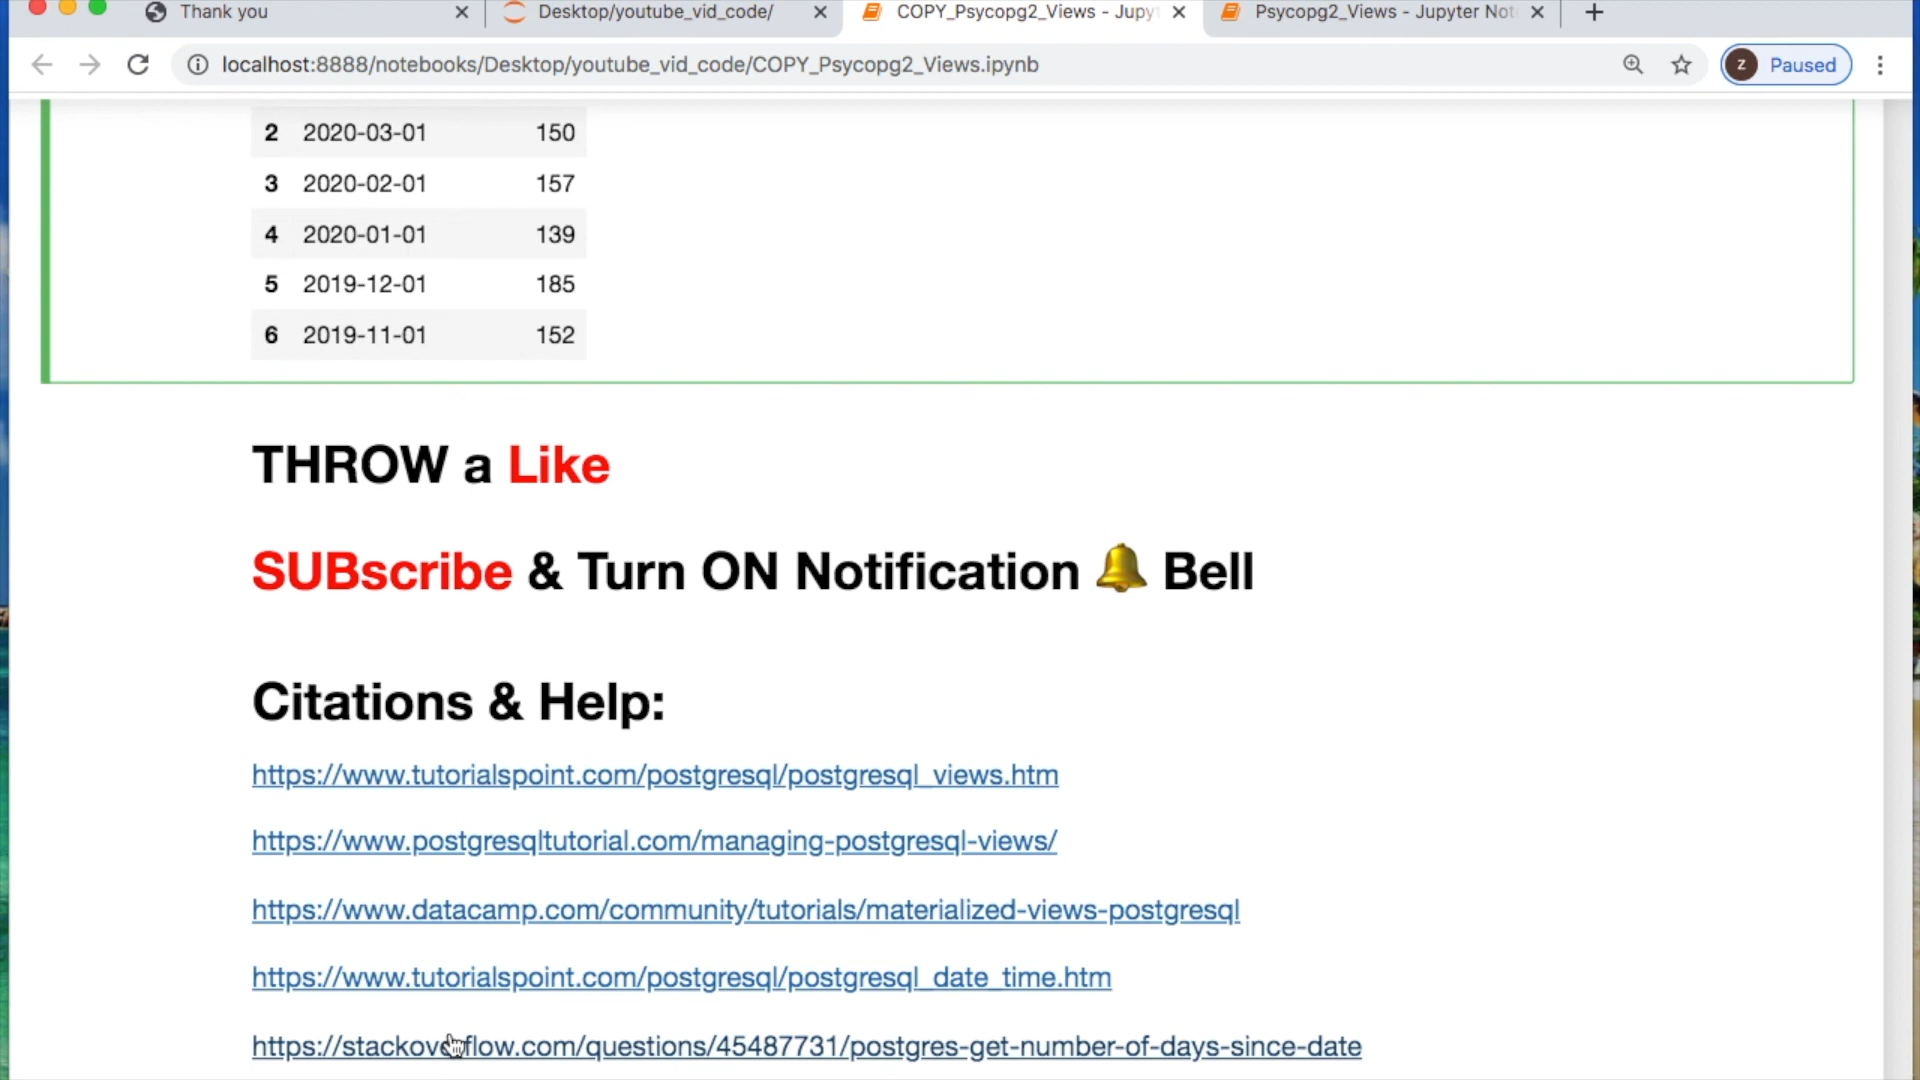 Thank you
Desktop/youtube_vid_code/
COPY_Psycopg2_Views - Jupyt
Psycopg2_Views - Jupyter Not
localhost:8888/notebooks/Desktop/youtube_vid_code/COPY_Psycopg2_Views.ipynb
z Paused
2 2020-03-01 150
3 2020-02-01 157
4 2020-01-01 139
5 2019-12-01 185
6 2019-11-01 152
THROW a Like
SUBscribe & Turn ON Notification 🔔 Bell
Citations & Help:
https://www.tutorialspoint.com/postgresql/postgresql_views.htm
https://www.postgresqltutorial.com/managing-postgresql-views/
https://www.datacamp.com/community/tutorials/materialized-views-postgresql
https://www.tutorialspoint.com/postgresql/postgresql_date_time.htm
https://stackoverflow.com/questions/45487731/postgres-get-number-of-days-since-date